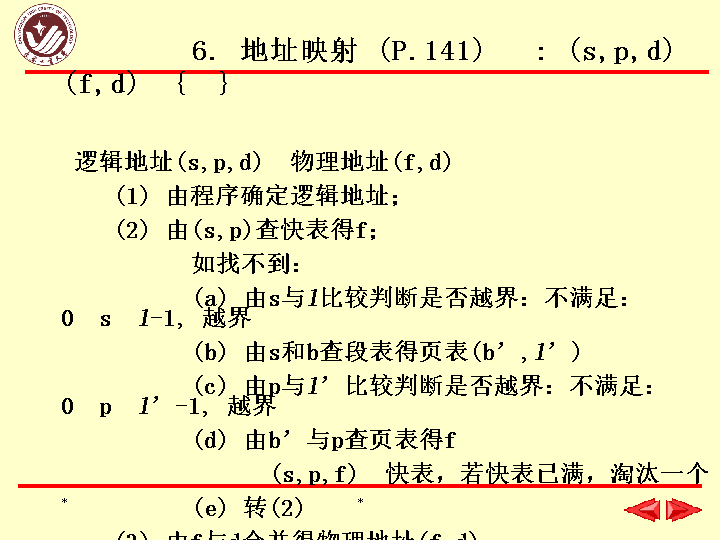 6. 地址映射 (P.141) : (s,p,d)
(f,d) { }
逻辑地址(s,p,d) 物理地址(f,d)
(1) 由程序确定逻辑地址;
(2) 由(s,p)查快表得f;
如找不到:
(a) 由s与l比较判断是否越界: 不满足:
0 s l-1, 越界
(b) 由s和b查段表得页表(b’,l’)
(c) 由p与l’比较判断是否越界: 不满足:
0 p l’-1, 越界
(d) 由b’与p查页表得f
(s,p,f) 快表, 若快表已满, 淘汰一个
* (e) 转(2) *
(3) 由f与d合并得物理地址(f,d)